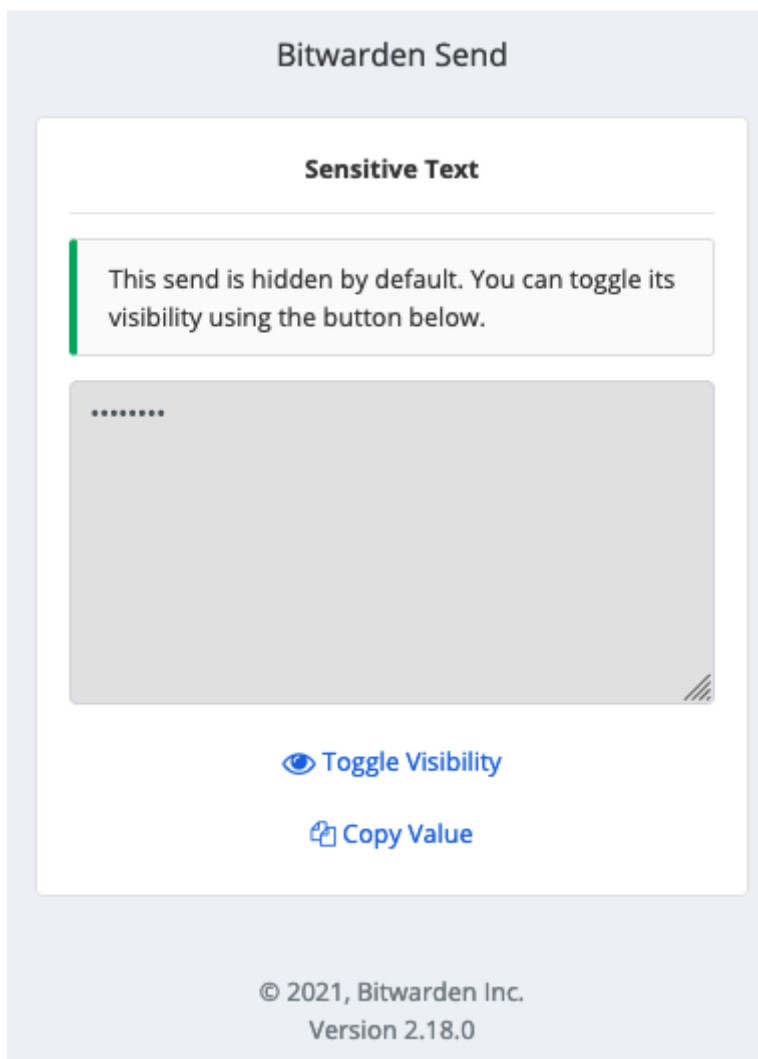 Bitwarden Send
Sensitive Text
This send is hidden by default. You can toggle its
visibility using the button below.
••••••••
Toggle Visibility
Copy Value
© 2021, Bitwarden Inc.
Version 2.18.0